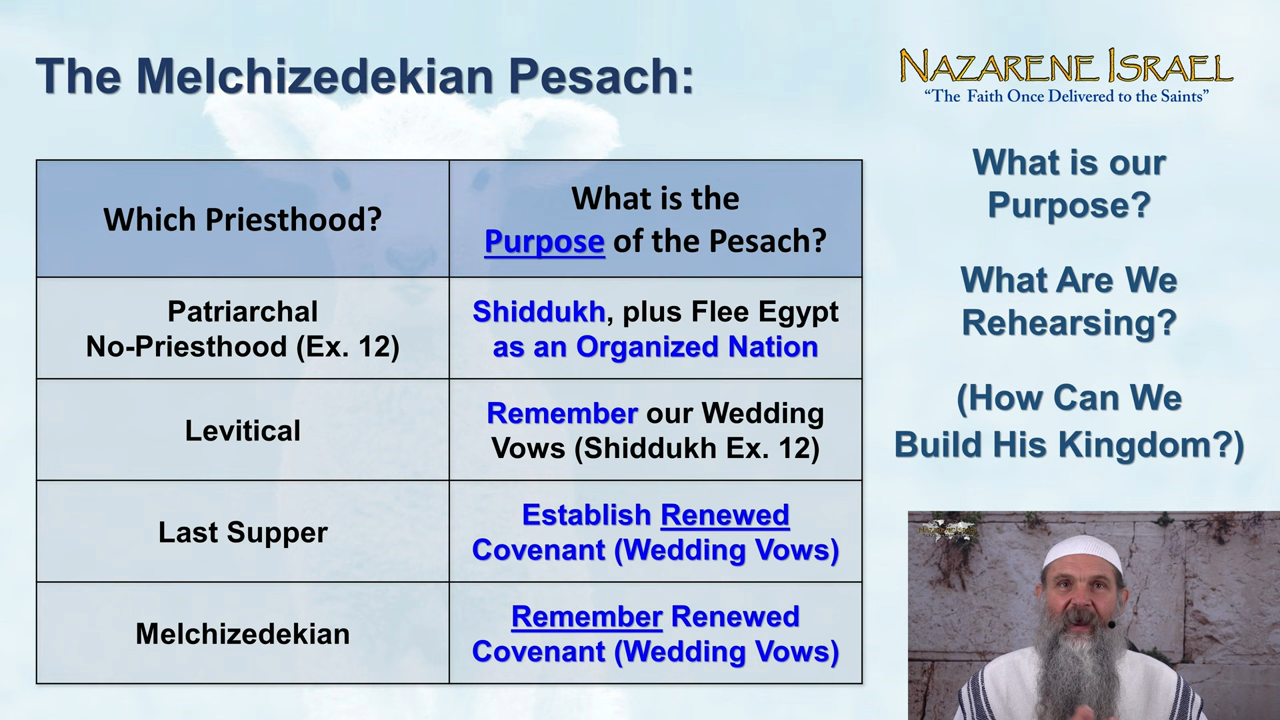 The Melchizedekian Pesach:
NAZARENE ISRAEL
“The Faith Once Delivered to the Saints”
Which Priesthood?
What is the
Purpose of the Pesach?
Patriarchal
No-Priesthood (Ex. 12)
Shiddukh, plus Flee Egypt
as an Organized Nation
Levitical
Remember our Wedding
Vows (Shiddukh Ex. 12)
Last Supper
Establish Renewed
Covenant (Wedding Vows)
Melchizedekian
Remember Renewed
Covenant (Wedding Vows)
What is our
Purpose?
What Are We
Rehearsing?
(How Can We
Build His Kingdom?)